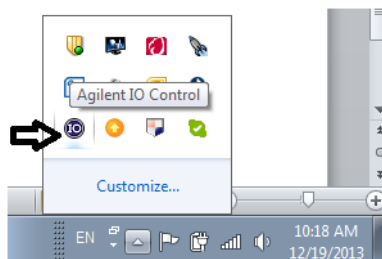 Agilent IO Control
IO
Customize...
EN
10:18 AM
12/19/2013